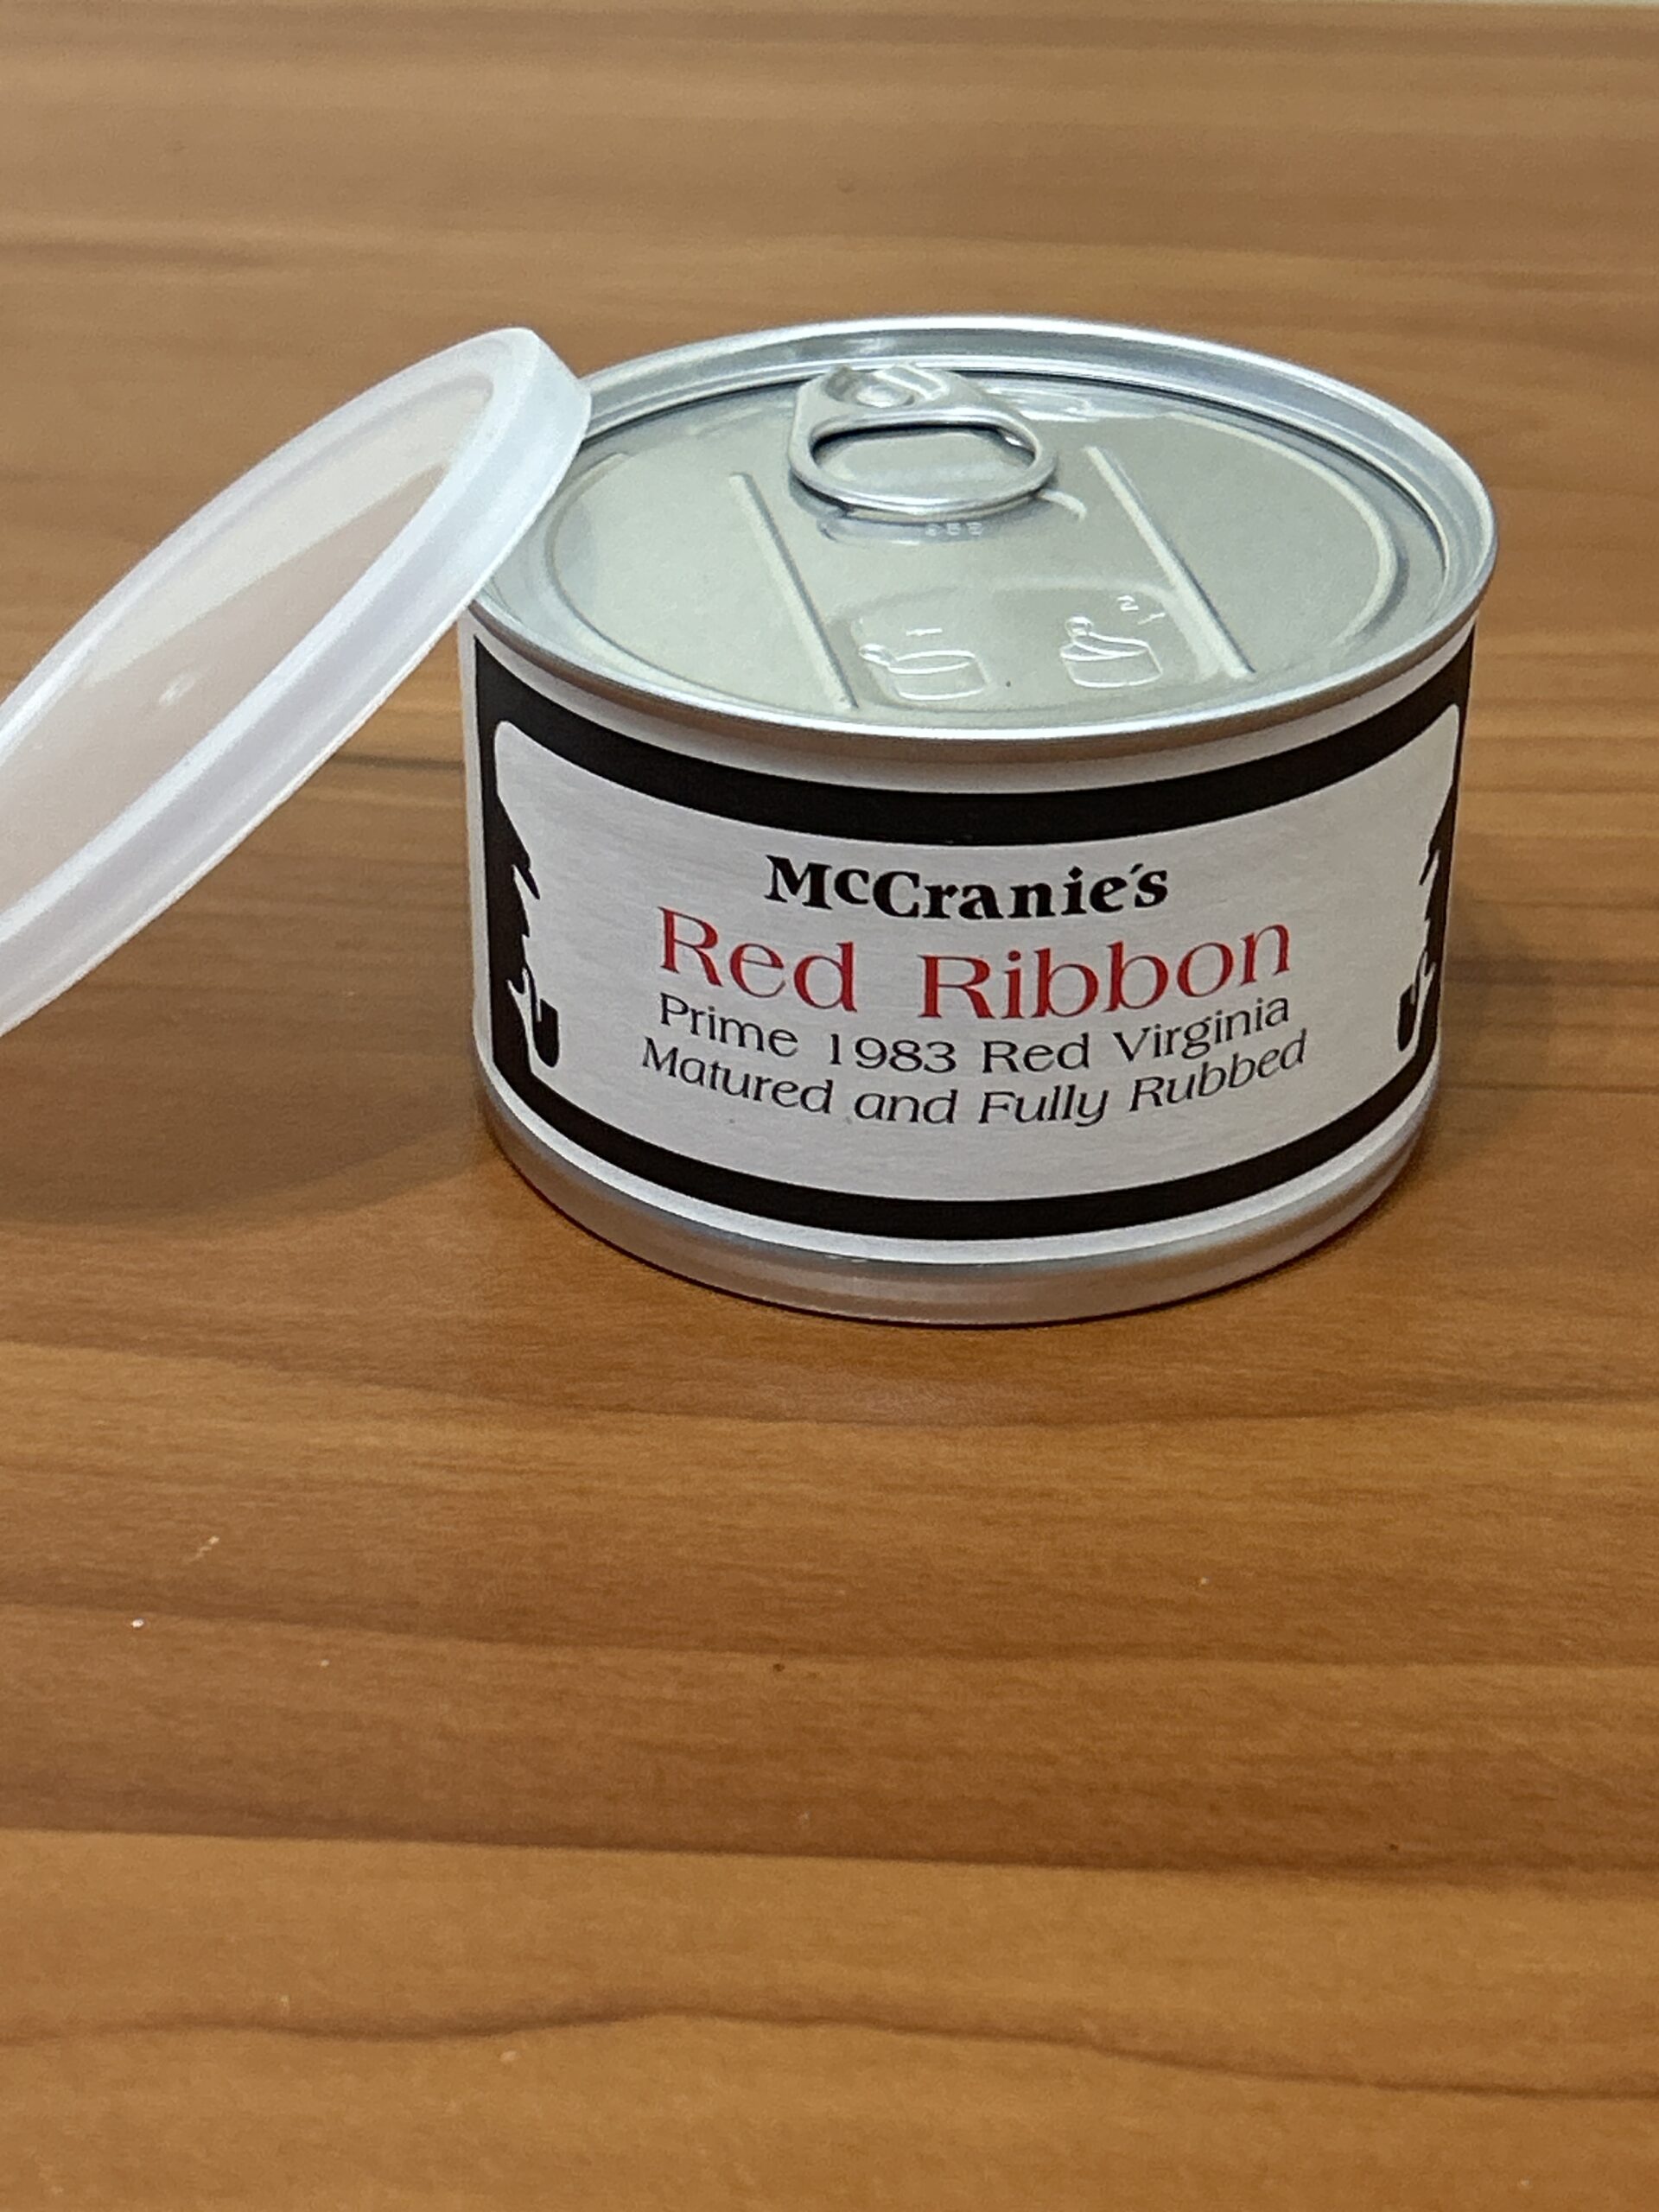 McCranie's
Red Ribbon
Prime 1983 Red Virginia
Matured and Fully Rubbed